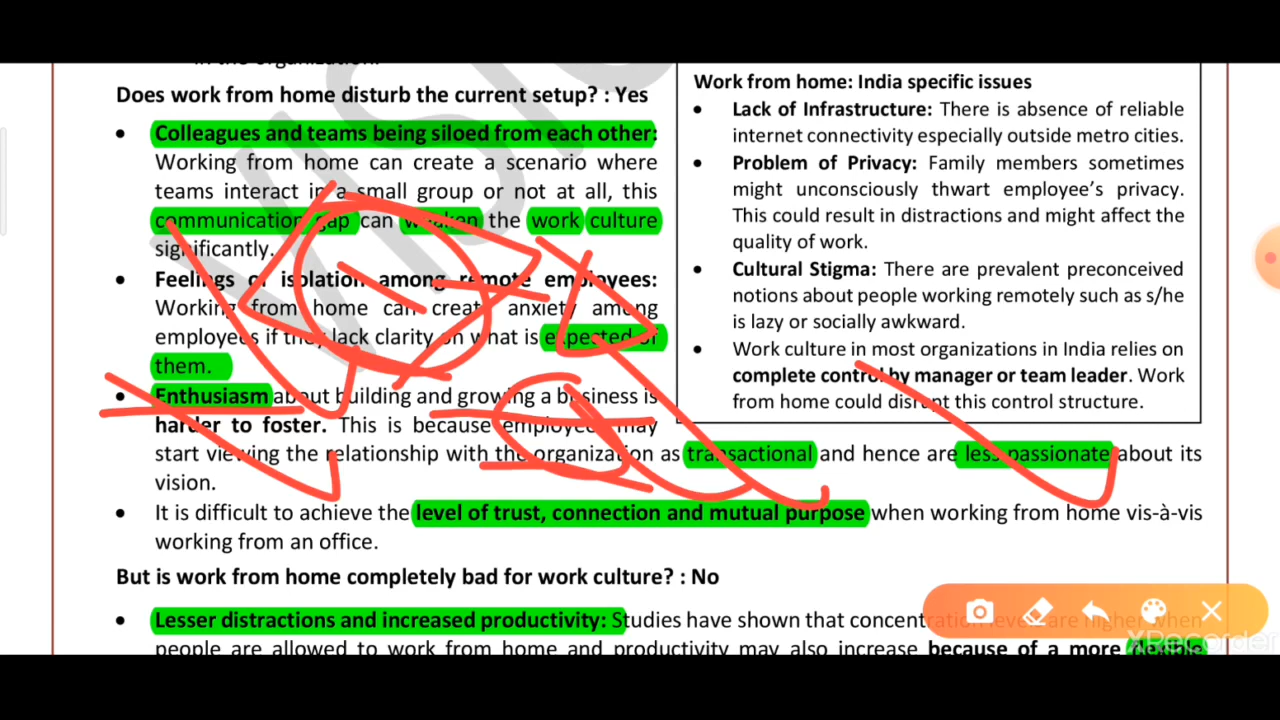 in the organization.
Does work from home disturb the current setup? : Yes
• Colleagues and teams being siloed from each other:
Working from home can create a scenario where
teams interact in a small group or not at all, this
communication gap can weaken the work culture
significantly.
• Feelings of isolation among remote employees:
Working from home can create anxiety among
employees if they lack clarity on what is expected of
them.
• Enthusiasm about building and growing a business is
harder to foster. This is because employees may
start viewing the relationship with the organization as transactional and hence are less passionate about its
vision.
• It is difficult to achieve the level of trust, connection and mutual purpose when working from home vis-à-vis
working from an office.
But is work from home completely bad for work culture? : No
• Lesser distractions and increased productivity: Studies have shown that concentration levels are higher when
people are allowed to work from home and productivity may also increase because of a more flexible
Work from home: India specific issues
• Lack of Infrastructure: There is absence of reliable
internet connectivity especially outside metro cities.
• Problem of Privacy: Family members sometimes
might unconsciously thwart employee's privacy.
This could result in distractions and might affect the
quality of work.
• Cultural Stigma: There are prevalent preconceived
notions about people working remotely such as s/he
is lazy or socially awkward.
• Work culture in most organizations in India relies on
complete control by manager or team leader. Work
from home could disrupt this control structure.
XRecorder